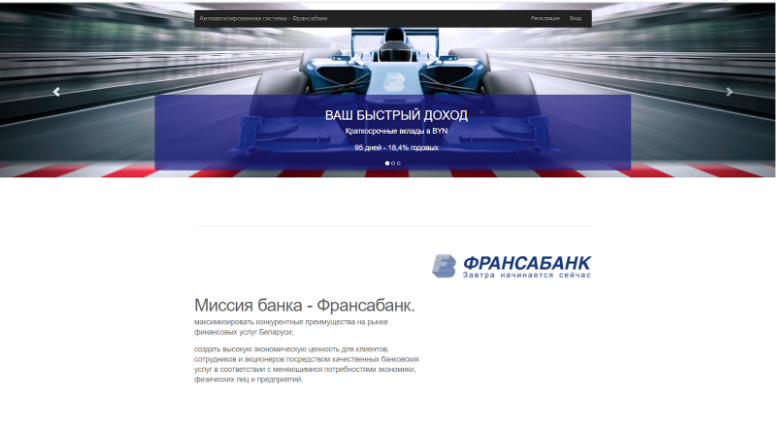 Автоматизированная система - Франсабанк
Регистрация Вход
ВАШ БЫСТРЫЙ ДОХОД
Краткосрочные вклады в BYN
95 дней - 18,4% годовых
ФРАНСАБАНК
Завтра начинается сейчас
Миссия банка - Франсабанк.
максимизировать конкурентные преимущества на рынке
финансовых услуг Беларуси;
создать высокую экономическую ценность для клиентов,
сотрудников и акционеров посредством качественных банковских
услуг в соответствии с меняющимися потребностями экономики,
физических лиц и предприятий.